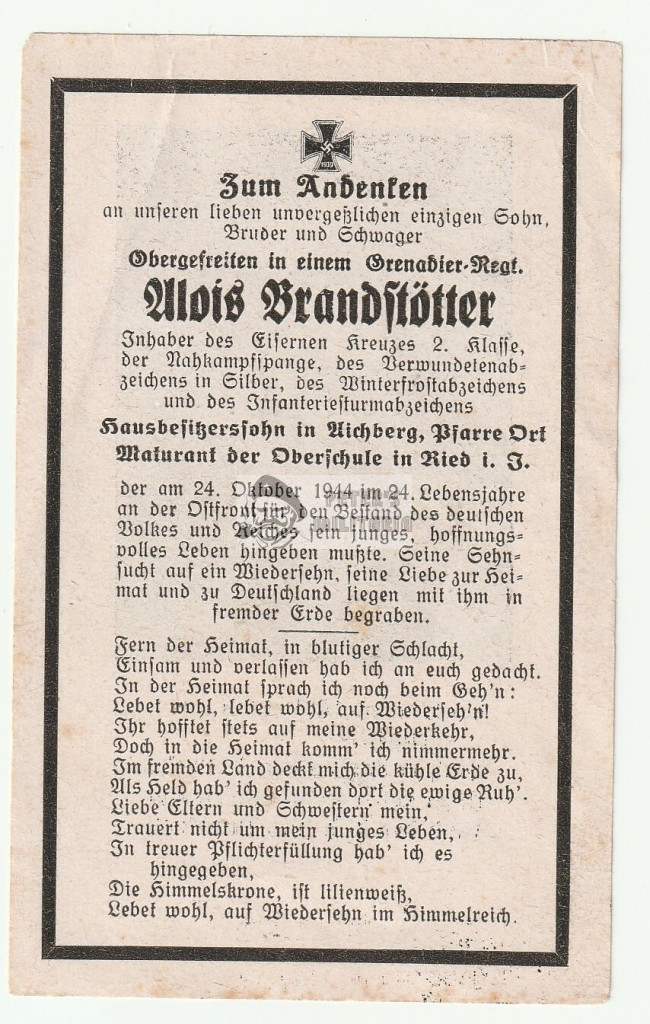 1939
Zum Andenken
an unseren lieben unvergeßlichen einzigen Sohn,
Bruder und Schwager
Obergefreiten in einem Grenadier-Regt.
Alois Brandstötter
Inhaber des Eisernen Kreuzes 2. Klasse,
der Nahkampfspange, des Verwundetenab-
zeichens in Silber, des Winterfrostabzeichens
und des Infanteriesturmabzeichens
Hausbesitzerssohn in Aichberg, Pfarre Ort
Maturant der Oberschule in Ried i. J.
der am 24. Oktober 1944 im 24. Lebensjahre
an der Ostfront für den Bestand des deutschen
Volkes und Reiches sein junges, hoffnungs-
volles Leben hingeben mußte. Seine Sehn-
sucht auf ein Wiedersehn, seine Liebe zur Hei-
mat und zu Deutschland liegen mit ihm in
fremder Erde begraben.
Fern der Heimat, in blutiger Schlacht,
Einsam und verlassen hab ich an euch gedacht.
In der Heimat sprach ich noch beim Geh'n:
Lebet wohl, lebet wohl, auf Wiederseh'n!
Ihr hofftet stets auf meine Wiederkehr,
Doch in die Heimat komm' ich nimmermehr.
Im fremden Land deckt mich die kühle Erde zu,
Als Held hab' ich gefunden dort die ewige Ruh'.
Liebe Eltern und Schwestern mein,
Trauert nicht um mein junges Leben,
In treuer Pflichterfüllung hab' ich es
hingegeben,
Die Himmelskrone, ist lilienweiß,
Lebet wohl, auf Wiedersehn im Himmelreich.